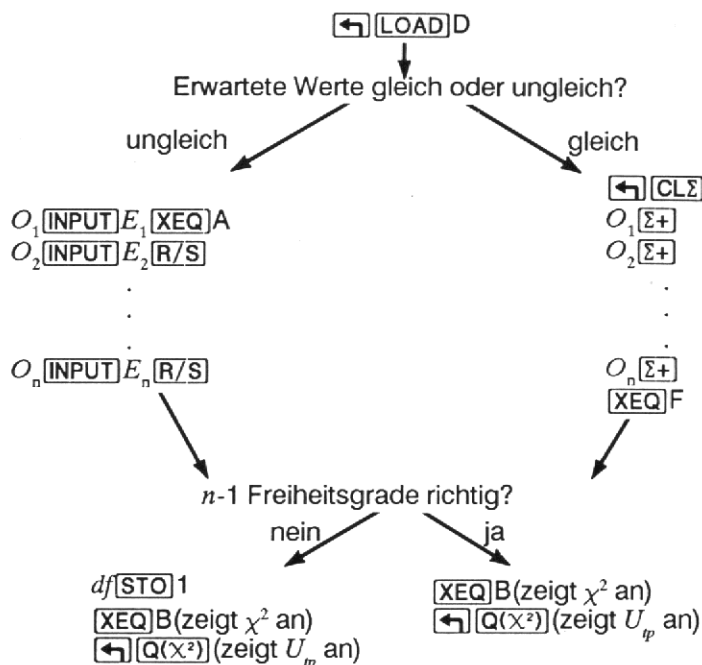 ↰ LOAD D
Erwartete Werte gleich oder ungleich?
ungleich
gleich
O₁ INPUT E₁ XEQ A
O₂ INPUT E₂ R/S
.
.
.
Oₙ INPUT Eₙ R/S
↰ CLΣ
O₁ Σ+
O₂ Σ+
.
.
.
Oₙ Σ+
XEQ F
n-1 Freiheitsgrade richtig?
nein
ja
df STO 1
XEQ B (zeigt χ² an)
↰ Q(χ²) (zeigt U_tp an)
XEQ B (zeigt χ² an)
↰ Q(χ²) (zeigt U_tp an)